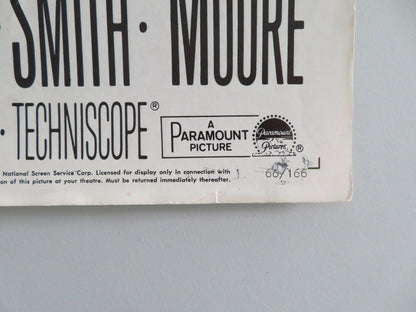 · SMITH · MOORE
· TECHNISCOPE®
A
PARAMOUNT
PICTURE
Paramount
Pictures
®
National Screen Service Corp. Licensed for display only in connection with
on of this picture at your theatre. Must be returned immediately thereafter.
66/166